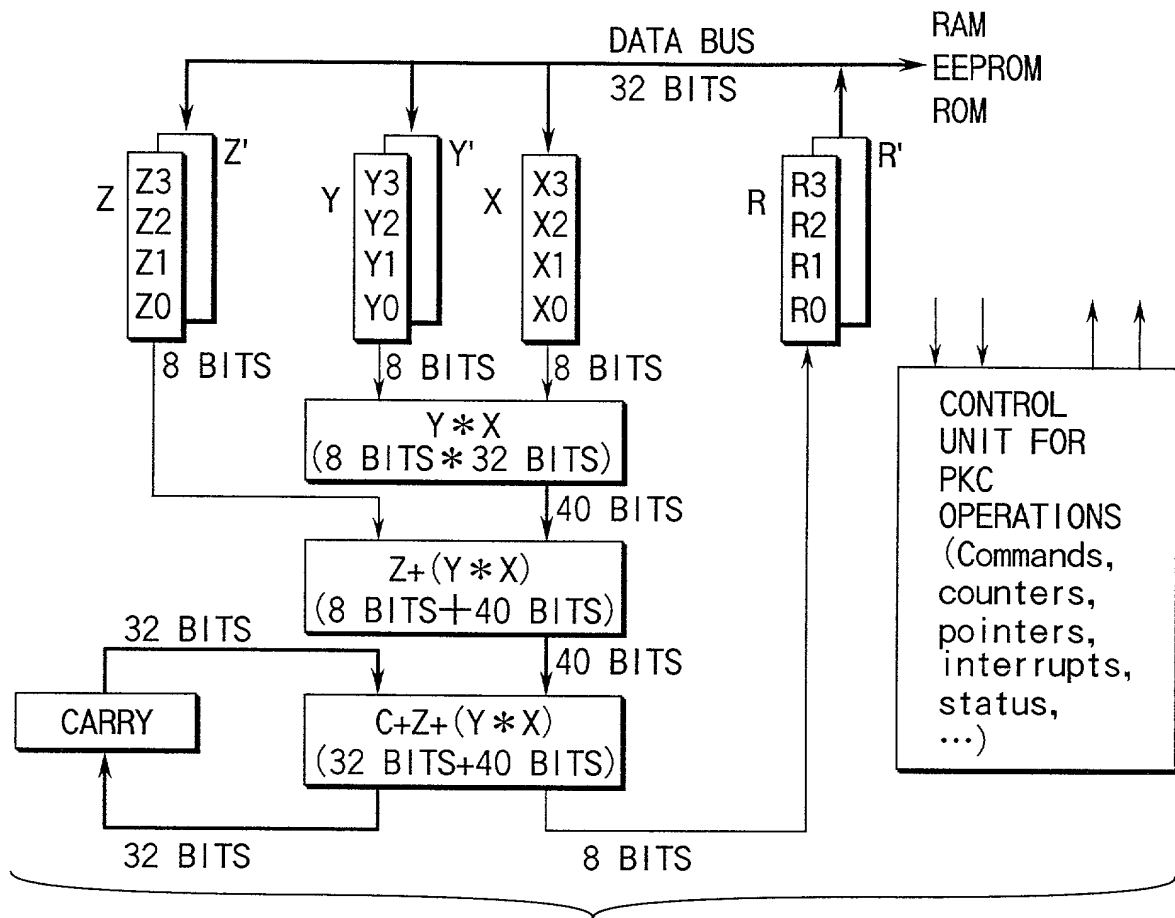 DATA BUS
32 BITS
RAM
EEPROM
ROM
Z
Z'
Z3
Z2
Z1
Z0
Y
Y'
Y3
Y2
Y1
Y0
X
X3
X2
X1
X0
R
R'
R3
R2
R1
R0
8 BITS
8 BITS
8 BITS
Y*X
(8 BITS*32 BITS)
40 BITS
Z+(Y*X)
(8 BITS+40 BITS)
32 BITS
40 BITS
CARRY
C+Z+(Y*X)
(32 BITS+40 BITS)
32 BITS
8 BITS
CONTROL
UNIT FOR
PKC
OPERATIONS
(Commands,
counters,
pointers,
interrupts,
status,
…)